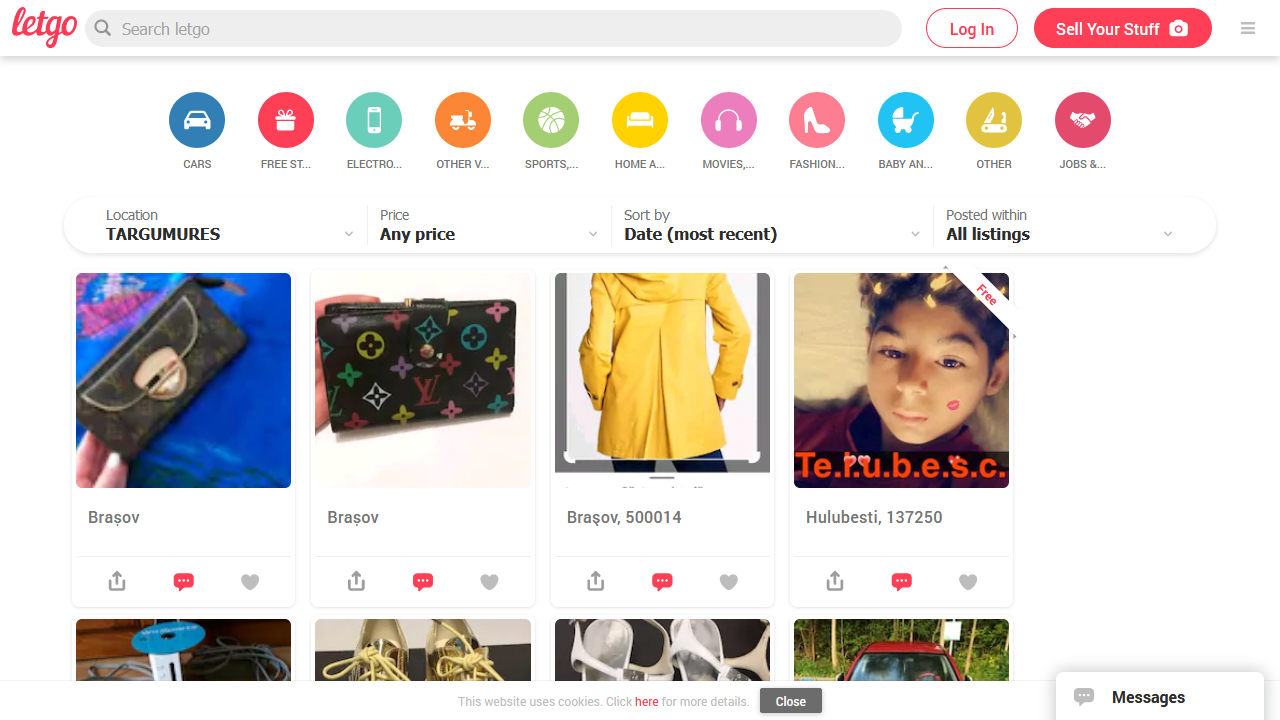 letgo
Search letgo
Log In
Sell Your Stuff
CARS
FREE ST...
ELECTRO...
OTHER V...
SPORTS,...
HOME A...
MOVIES,...
FASHION...
BABY AN...
OTHER
JOBS &...
Location
TARGUMURES
Price
Any price
Sort by
Date (most recent)
Posted within
All listings
Free
Te.I.u.b.e.s.c.
Brașov
Brașov
Braşov, 500014
Hulubesti, 137250
This website uses cookies. Click here for more details.
Close
Messages